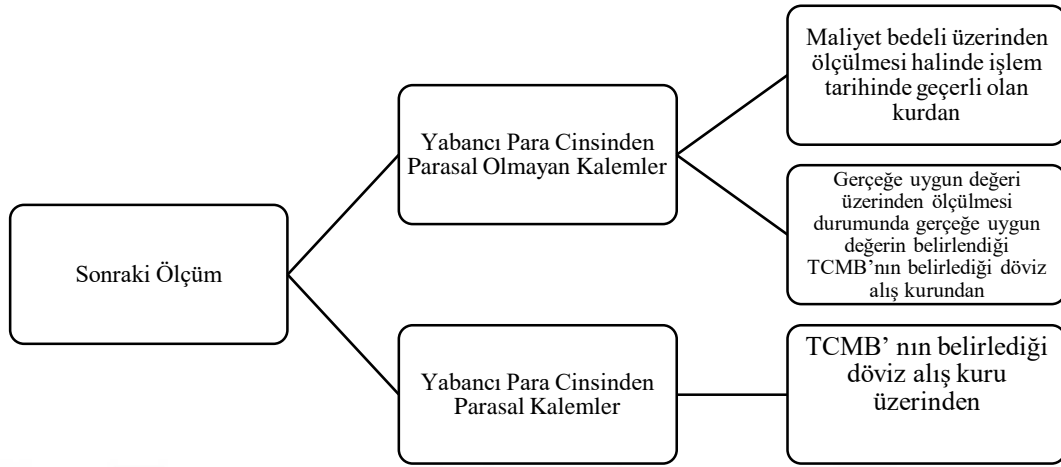 Sonraki Ölçüm
Yabancı Para Cinsinden
Parasal Olmayan Kalemler
Maliyet bedeli üzerinden
ölçülmesi halinde işlem
tarihinde geçerli olan
kurdan
Gerçeğe uygun değeri
üzerinden ölçülmesi
durumunda gerçeğe uygun
değerin belirlendiği
TCMB’nın belirlediği döviz
alış kurundan
Yabancı Para Cinsinden
Parasal Kalemler
TCMB’ nın belirlediği
döviz alış kuru
üzerinden